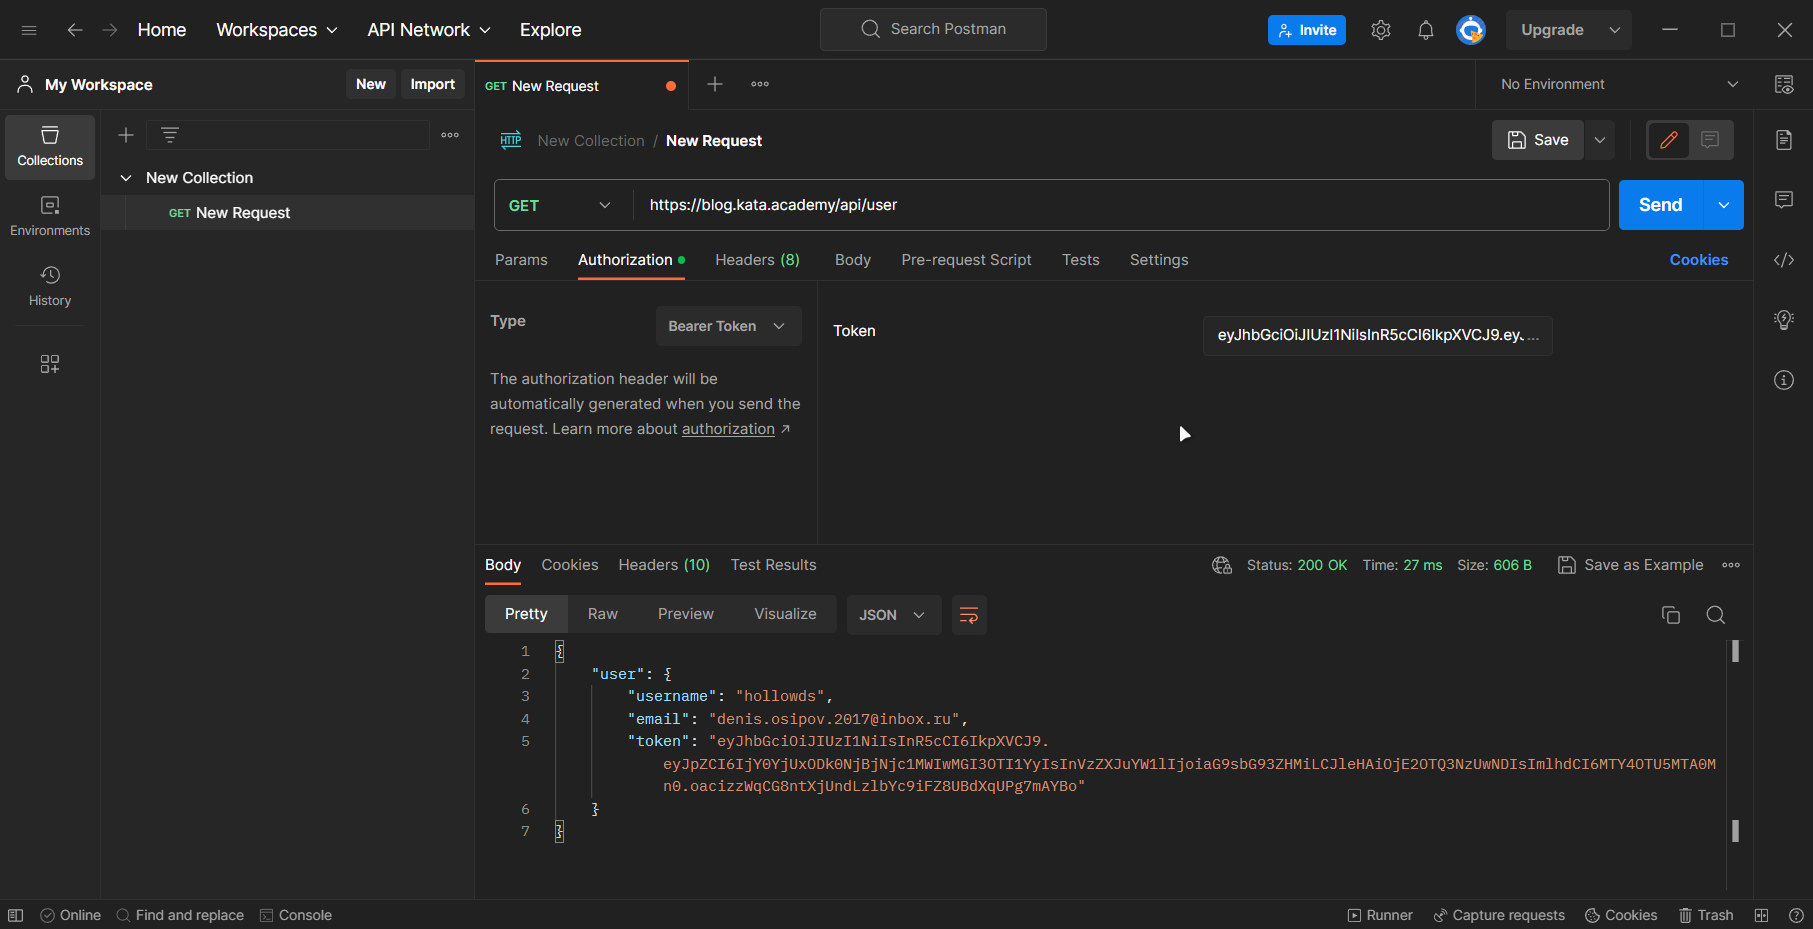 Home Workspaces API Network Explore
Search Postman
Invite Upgrade
My Workspace New Import
GET New Request
No Environment
Collections
Environments
History
New Collection
GET New Request
HTTP New Collection / New Request
Save
GET https://blog.kata.academy/api/user
Send
Params Authorization Headers (8) Body Pre-request Script Tests Settings Cookies
Type Bearer Token
The authorization header will be
automatically generated when you send the
request. Learn more about authorization ↗
Token eyJhbGciOiJIUzI1NiIsInR5cCI6IkpXVCJ9.ey. ...
Body Cookies Headers (10) Test Results
Status: 200 OK Time: 27 ms Size: 606 B Save as Example
Pretty Raw Preview Visualize JSON
1 {
2 "user": {
3 "username": "hollowds",
4 "email": "denis.osipov.2017@inbox.ru",
5 "token": "eyJhbGciOiJIUzI1NiIsInR5cCI6IkpXVCJ9.
eyJpZCI6IjY0YjUxODk0NjBjNjc1MWIwMGI3OTI1YyIsInVzZXJuYW1lIjoiaG9sbG93ZHMiLCJleHAiOjE2OTQ3NzUwNDIsImlhdCI6MTY4OTU5MTA0M
n0.oacizzWqCG8ntXjUndLzlbYc9iFZ8UBdXqUPg7mAYBo"
6 }
7 }
Online Find and replace Console
Runner Capture requests Cookies Trash